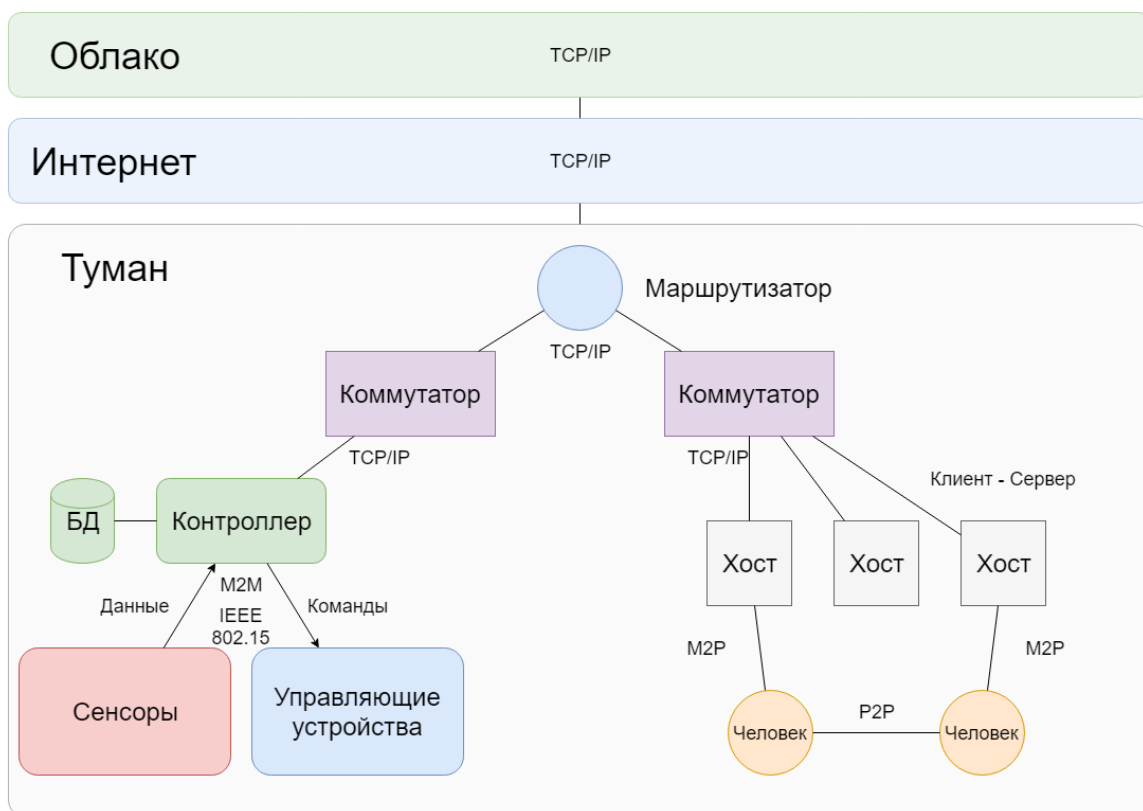 Облако
TCP/IP
Интернет
TCP/IP
Туман
Маршрутизатор
TCP/IP
Коммутатор
Коммутатор
TCP/IP
TCP/IP
Клиент - Сервер
БД
Контроллер
Хост
Хост
Хост
Данные
M2M
IEEE
802.15
Команды
M2P
M2P
Сенсоры
Управляющие
устройства
Человек
P2P
Человек